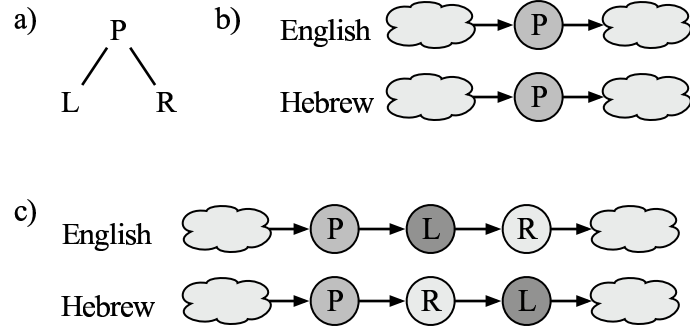 a)
P
L R
b)
English P
Hebrew P
c)
English P L R
Hebrew P R L